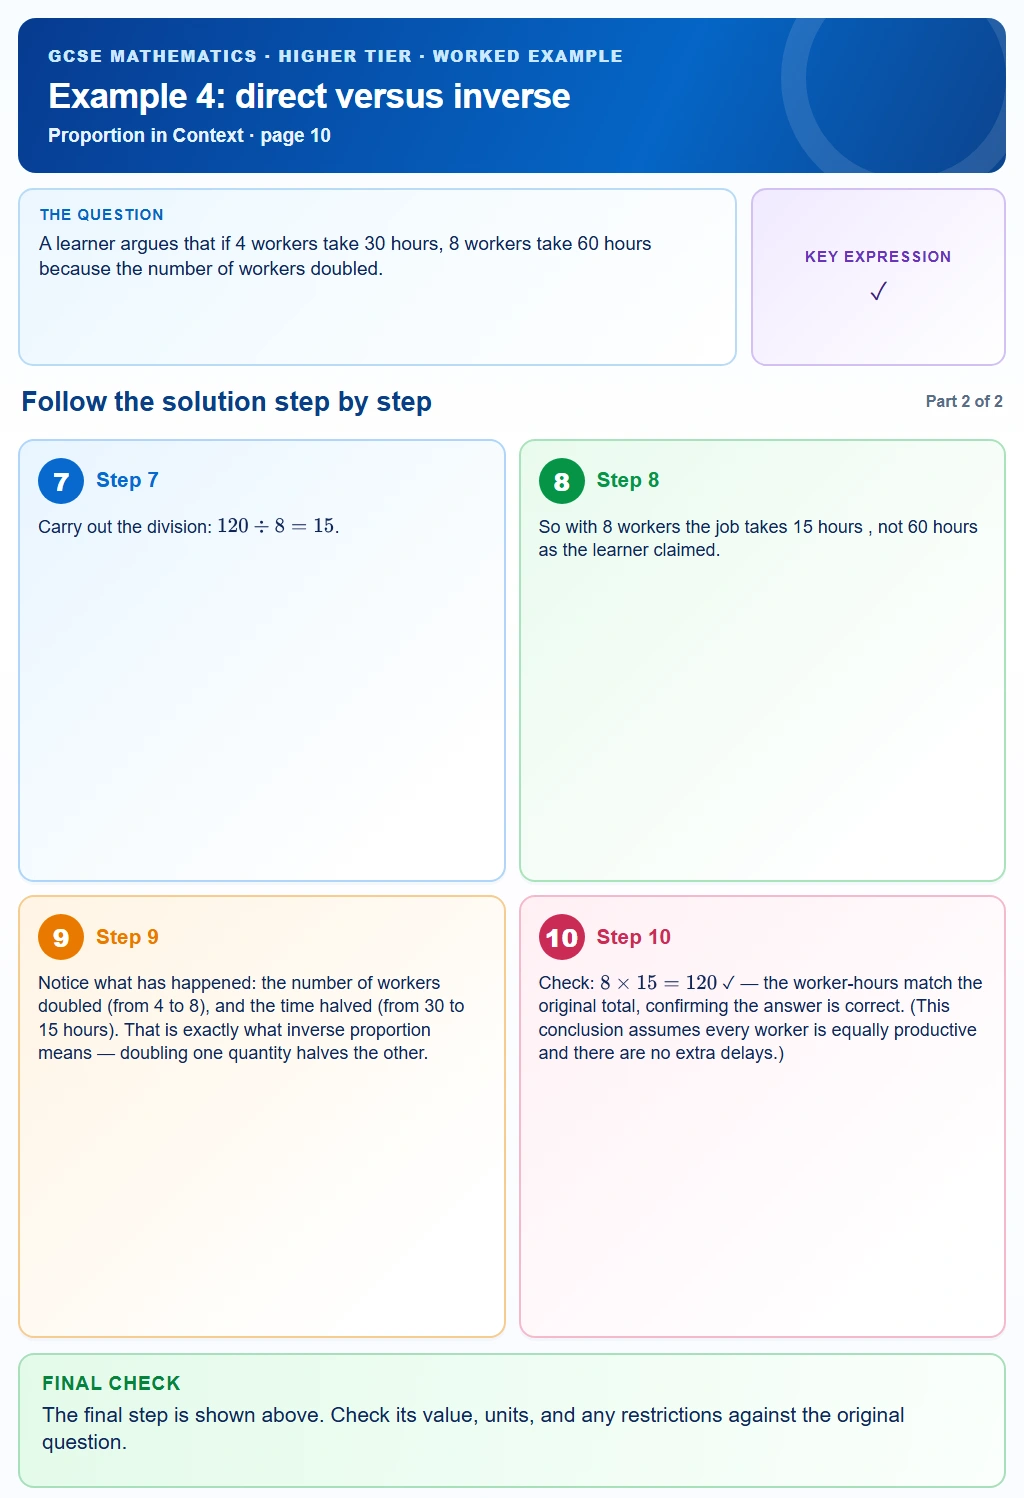 GCSE MATHEMATICS · HIGHER TIER · WORKED EXAMPLE
Example 4: direct versus inverse
Proportion in Context · page 10
THE QUESTION
A learner argues that if 4 workers take 30 hours, 8 workers take 60 hours
because the number of workers doubled.
KEY EXPRESSION
✓
Follow the solution step by step
Part 2 of 2
7 Step 7
Carry out the division: 120 ÷ 8 = 15.
8 Step 8
So with 8 workers the job takes 15 hours , not 60 hours
as the learner claimed.
9 Step 9
Notice what has happened: the number of workers
doubled (from 4 to 8), and the time halved (from 30 to
15 hours). That is exactly what inverse proportion
means — doubling one quantity halves the other.
10 Step 10
Check: 8 × 15 = 120 ✓ — the worker-hours match the
original total, confirming the answer is correct. (This
conclusion assumes every worker is equally productive
and there are no extra delays.)
FINAL CHECK
The final step is shown above. Check its value, units, and any restrictions against the original
question.